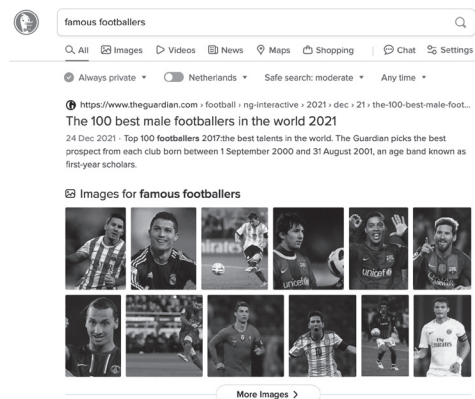 famous footballers
All Images Videos News Maps Shopping Chat Settings
Always private Netherlands Safe search: moderate Any time
https://www.theguardian.com › football › ng-interactive › 2021 › dec › 21 › the-100-best-male-foot...
The 100 best male footballers in the world 2021
24 Dec 2021 · Top 100 footballers 2017:the best talents in the world. The Guardian picks the best
prospect from each club born between 1 September 2000 and 31 August 2001, an age band known as
first-year scholars.
Images for famous footballers
unicef
unicef
Emirates
More Images